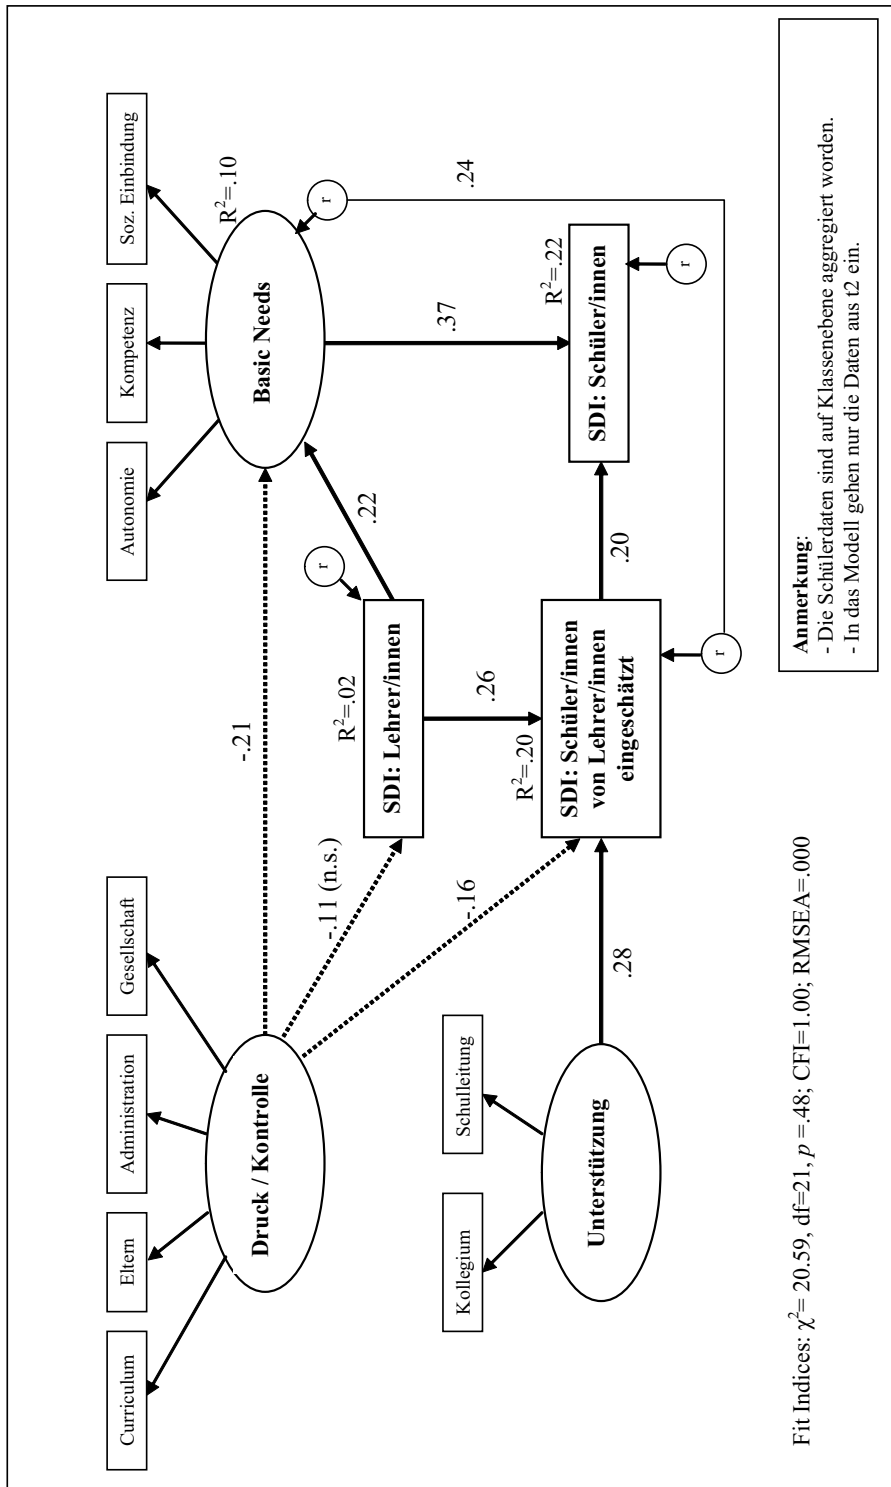 Curriculum
Eltern
Administration
Gesellschaft
Autonomie
Kompetenz
Soz. Einbindung
Druck / Kontrolle
-.21
Basic Needs
R²=.10
r
-.11 (n.s.)
R²=.02
SDI: Lehrer/innen
r
.22
.37
.24
-.16
.26
Kollegium
Schulleitung
Unterstützung
.28
R²=.20
SDI: Schüler/innen
von Lehrer/innen
eingeschätzt
r
.20
R²=.22
SDI: Schüler/innen
r
Fit Indices: χ²= 20.59, df=21, p =.48; CFI=1.00; RMSEA=.000
Anmerkung:
- Die Schülerdaten sind auf Klassenebene aggregiert worden.
- In das Modell gehen nur die Daten aus t2 ein.